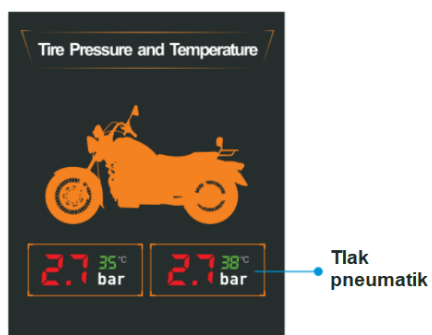 Tire Pressure and Temperature
2.7 35°C bar
2.7 38°C bar
Tlak
pneumatik